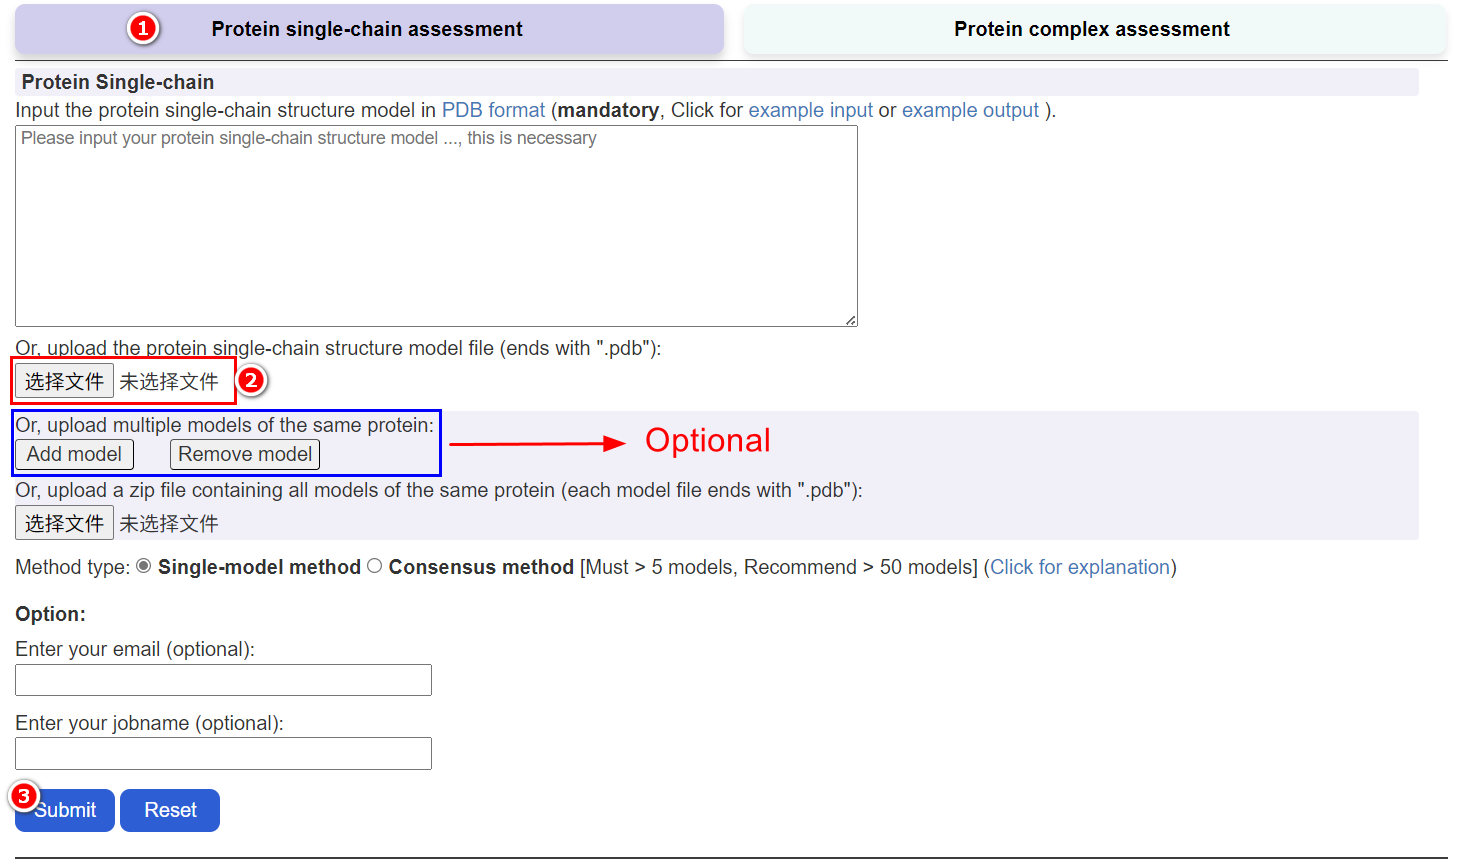 1 Protein single-chain assessment Protein complex assessment
Protein Single-chain
Input the protein single-chain structure model in PDB format (mandatory, Click for example input or example output ).
Please input your protein single-chain structure model ..., this is necessary
Or, upload the protein single-chain structure model file (ends with ".pdb"):
选择文件 未选择文件 2
Or, upload multiple models of the same protein:
Optional
Add model Remove model
Or, upload a zip file containing all models of the same protein (each model file ends with ".pdb"):
选择文件 未选择文件
Method type: Single-model method Consensus method [Must > 5 models, Recommend > 50 models] (Click for explanation)
Option:
Enter your email (optional):
Enter your jobname (optional):
3 Submit Reset